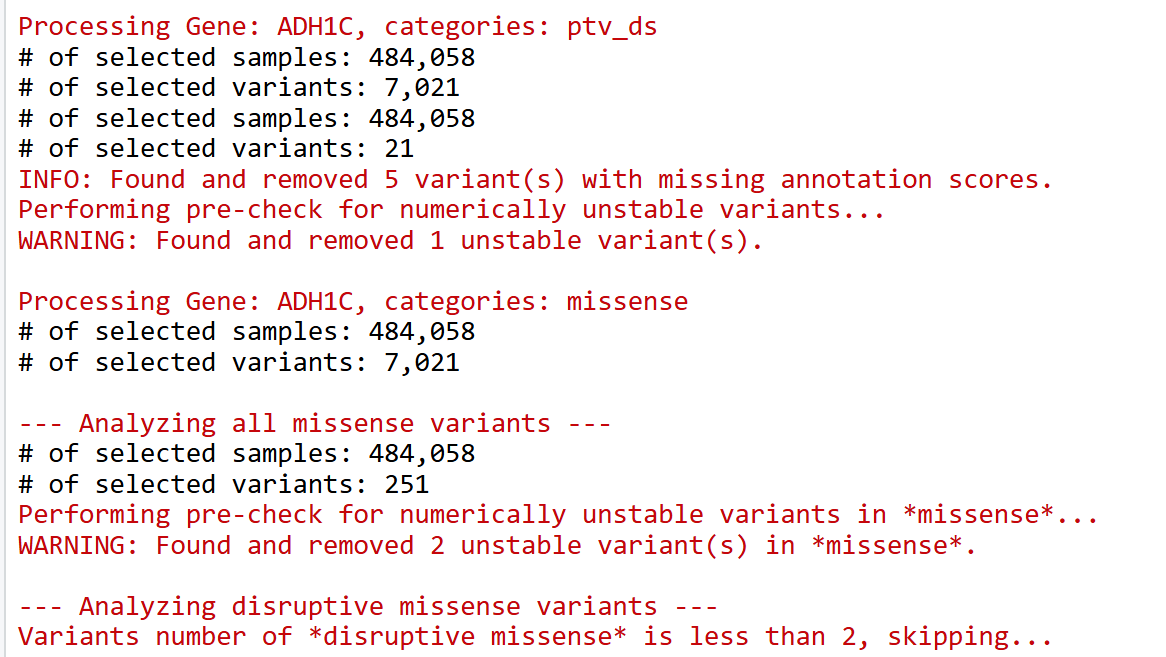 Processing Gene: ADH1C, categories: ptv_ds
# of selected samples: 484,058
# of selected variants: 7,021
# of selected samples: 484,058
# of selected variants: 21
INFO: Found and removed 5 variant(s) with missing annotation scores.
Performing pre-check for numerically unstable variants...
WARNING: Found and removed 1 unstable variant(s).
Processing Gene: ADH1C, categories: missense
# of selected samples: 484,058
# of selected variants: 7,021
--- Analyzing all missense variants ---
# of selected samples: 484,058
# of selected variants: 251
Performing pre-check for numerically unstable variants in *missense*...
WARNING: Found and removed 2 unstable variant(s) in *missense*.
--- Analyzing disruptive missense variants ---
Variants number of *disruptive missense* is less than 2, skipping...